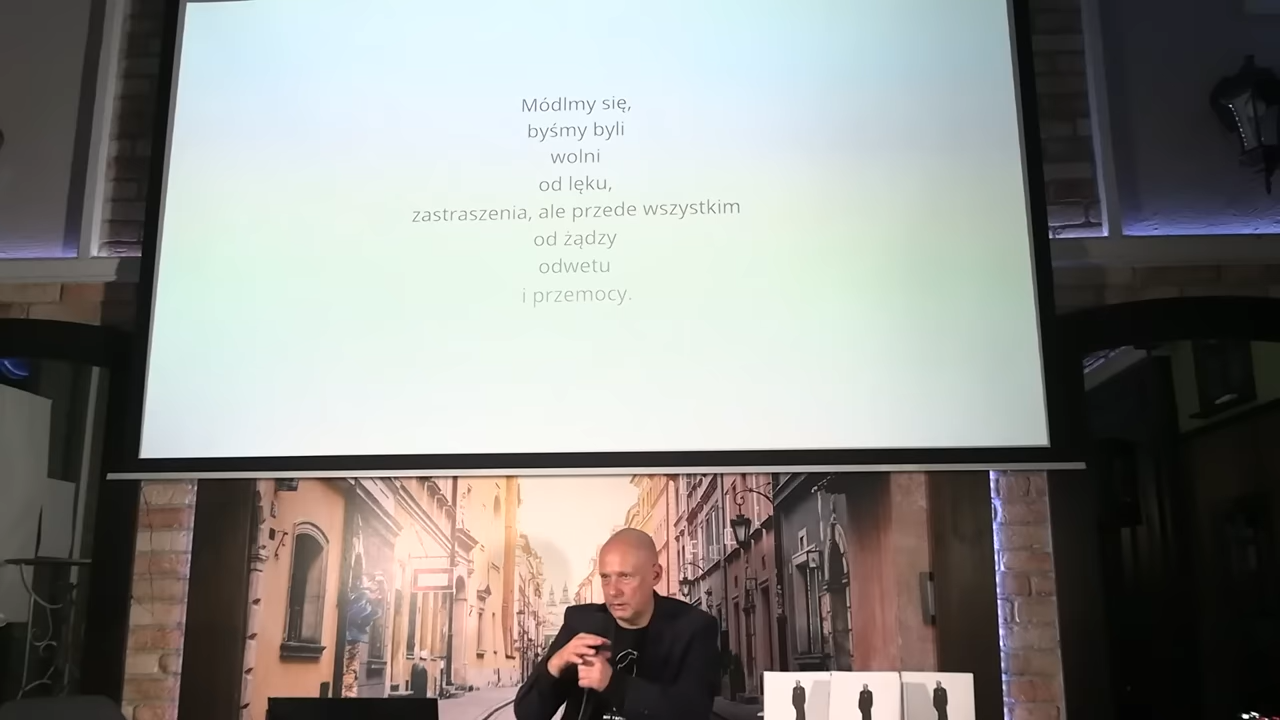 Módlmy się,
byśmy byli
wolni
od lęku,
zastraszenia, ale przede wszystkim
od żądzy
odwetu
i przemocy.